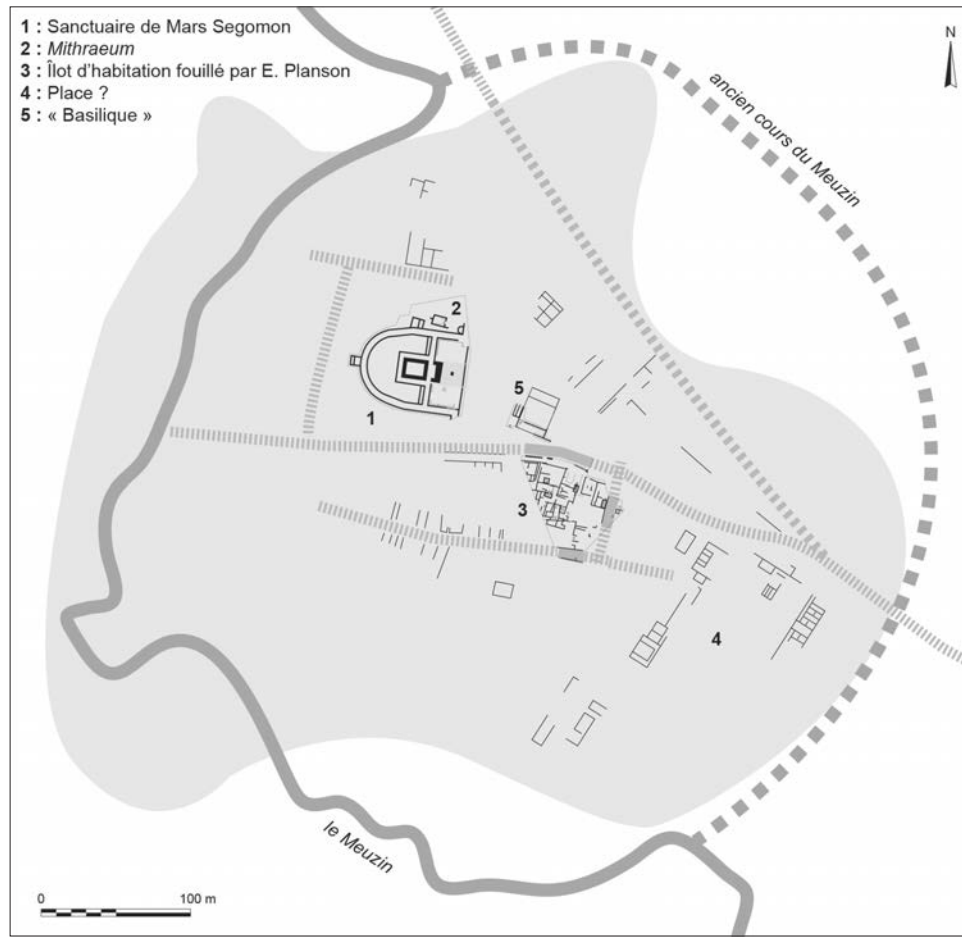 1 : Sanctuaire de Mars Segomon
2 : Mithraeum
3 : Îlot d'habitation fouillé par E. Planson
4 : Place ?
5 : « Basilique »
N
ancien cours du Meuzin
2
5
1
3
4
le Meuzin
0 100 m